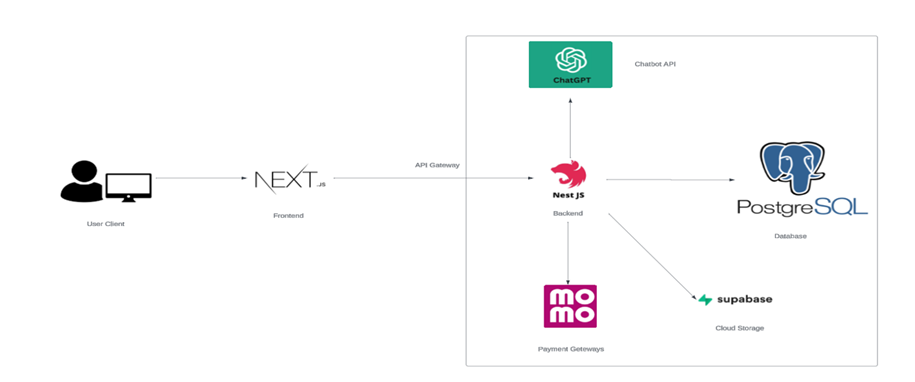 ChatGPT
Chatbot API
API Gateway
NEXT.JS
Frontend
User Client
Nest JS
Backend
PostgreSQL
Database
supabase
Cloud Storage
mo
mo
Payment Geteways